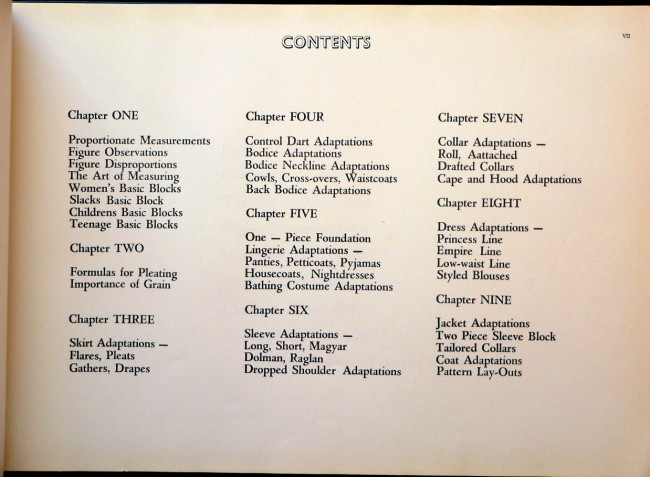 CONTENTS
VII
Chapter ONE
Proportionate Measurements
Figure Observations
Figure Disproportions
The Art of Measuring
Women's Basic Blocks
Slacks Basic Block
Childrens Basic Blocks
Teenage Basic Blocks
Chapter TWO
Formulas for Pleating
Importance of Grain
Chapter THREE
Skirt Adaptations —
Flares, Pleats
Gathers, Drapes
Chapter FOUR
Control Dart Adaptations
Bodice Adaptations
Bodice Neckline Adaptations
Cowls, Cross-overs, Waistcoats
Back Bodice Adaptations
Chapter FIVE
One — Piece Foundation
Lingerie Adaptations —
Panties, Petticoats, Pyjamas
Housecoats, Nightdresses
Bathing Costume Adaptations
Chapter SIX
Sleeve Adaptations —
Long, Short, Magyar
Dolman, Raglan
Dropped Shoulder Adaptations
Chapter SEVEN
Collar Adaptations —
Roll, Aattached
Drafted Collars
Cape and Hood Adaptations
Chapter EIGHT
Dress Adaptations —
Princess Line
Empire Line
Low-waist Line
Styled Blouses
Chapter NINE
Jacket Adaptations
Two Piece Sleeve Block
Tailored Collars
Coat Adaptations
Pattern Lay-Outs